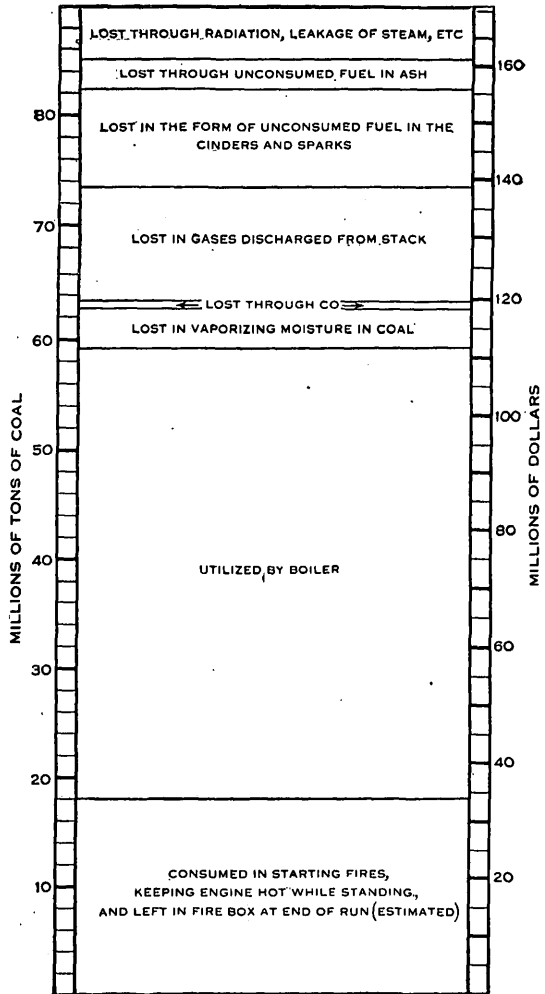 LOST THROUGH RADIATION, LEAKAGE OF STEAM, ETC
LOST THROUGH UNCONSUMED FUEL IN ASH
LOST IN THE FORM OF UNCONSUMED FUEL IN THE
CINDERS AND SPARKS
LOST IN GASES DISCHARGED FROM STACK
LOST THROUGH CO
LOST IN VAPORIZING MOISTURE IN COAL
UTILIZED BY BOILER
CONSUMED IN STARTING FIRES,
KEEPING ENGINE HOT WHILE STANDING,
AND LEFT IN FIRE BOX AT END OF RUN (ESTIMATED)
MILLIONS OF TONS OF COAL
80
70
60
50
40
30
20
10
MILLIONS OF DOLLARS
160
140
120
100
80
60
40
20